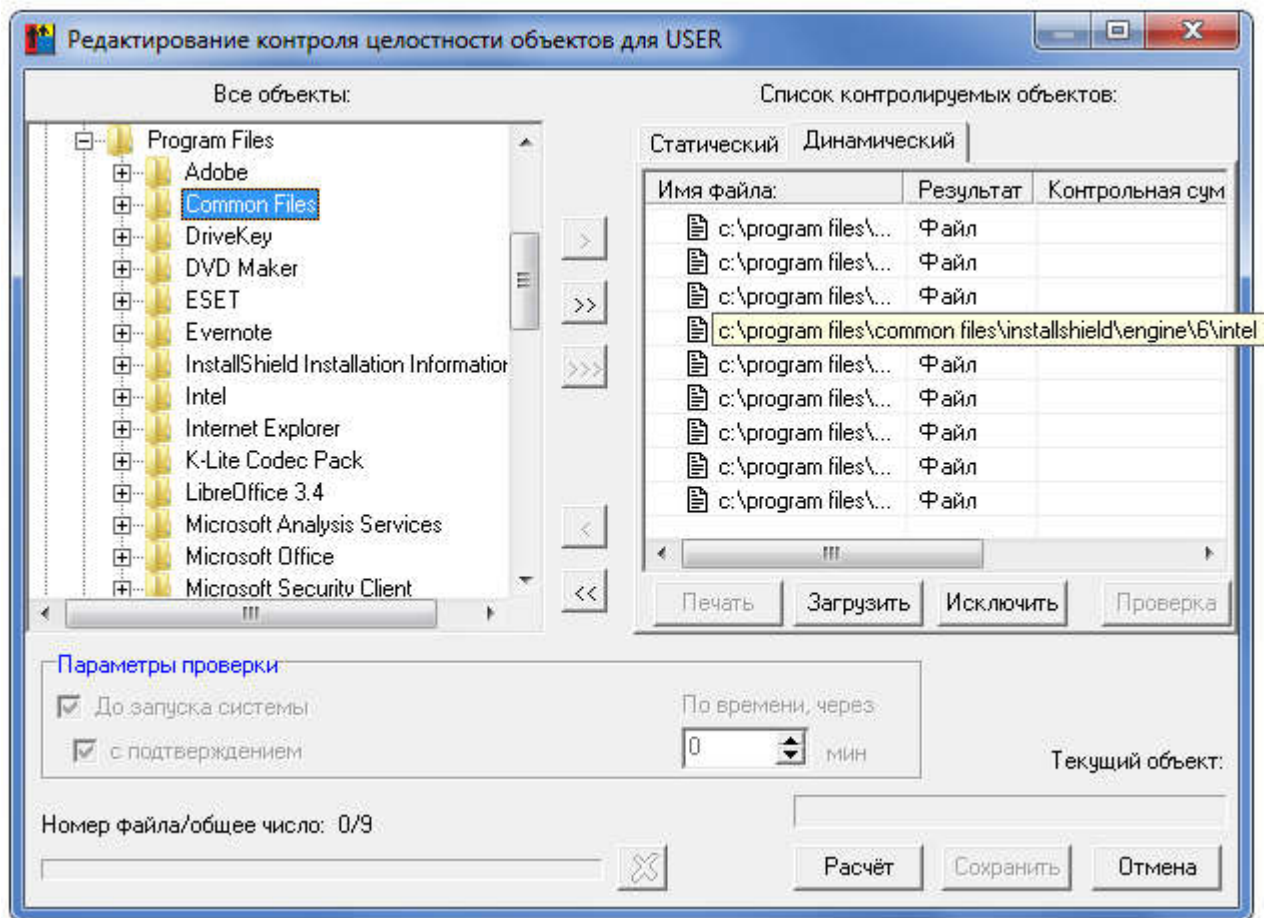 Редактирование контроля целостности объектов для USER
Все объекты:
Program Files
Adobe
Common Files
DriveKey
DVD Maker
ESET
Evernote
InstallShield Installation Information
Intel
Internet Explorer
K-Lite Codec Pack
LibreOffice 3.4
Microsoft Analysis Services
Microsoft Office
Microsoft Security Client
>
>>
>>>
<
<<
Список контролируемых объектов:
Статический Динамический
Имя файла: Результат Контрольная сум
c:\program files\... Файл
c:\program files\... Файл
c:\program files\... Файл
c:\program files\common files\installshield\engine\6\intel
c:\program files\... Файл
c:\program files\... Файл
c:\program files\... Файл
c:\program files\... Файл
c:\program files\... Файл
Печать Загрузить Исключить Проверка
Параметры проверки
До запуска системы
с подтверждением
По времени, через
0 мин
Текущий объект:
Номер файла/общее число: 0/9
Расчёт Сохранить Отмена